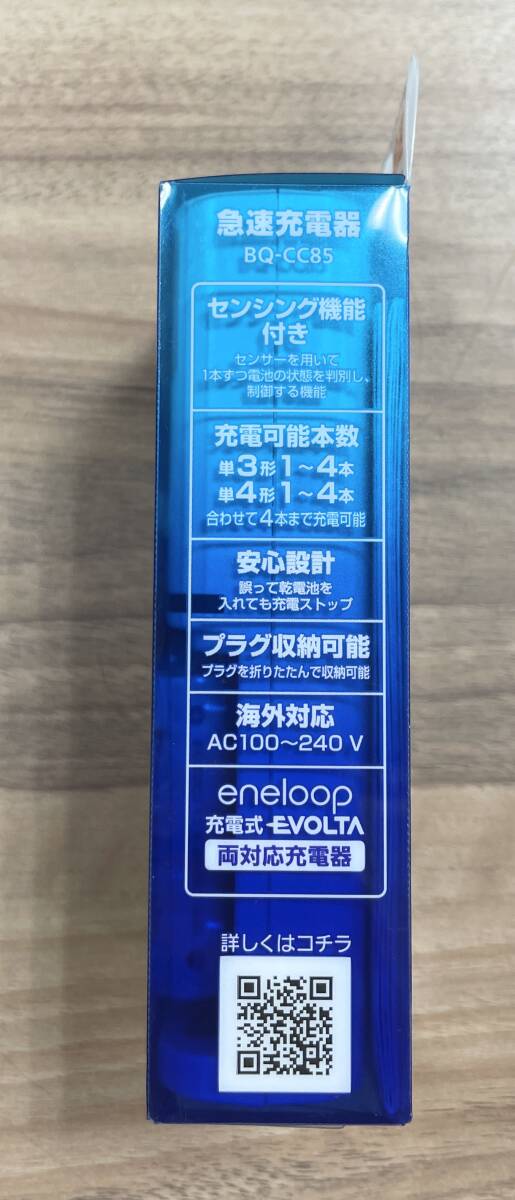 急速充電器
BQ-CC85
センシング機能
付き
センサーを用いて
1本ずつ電池の状態を判別し、
制御する機能
充電可能本数
単3形1〜4本
単4形1〜4本
合わせて4本まで充電可能
安心設計
誤って乾電池を
入れても充電ストップ
プラグ収納可能
プラグを折りたたんで収納可能
海外対応
AC100〜240 V
eneloop
充電式EVOLTA
両対応充電器
詳しくはコチラ